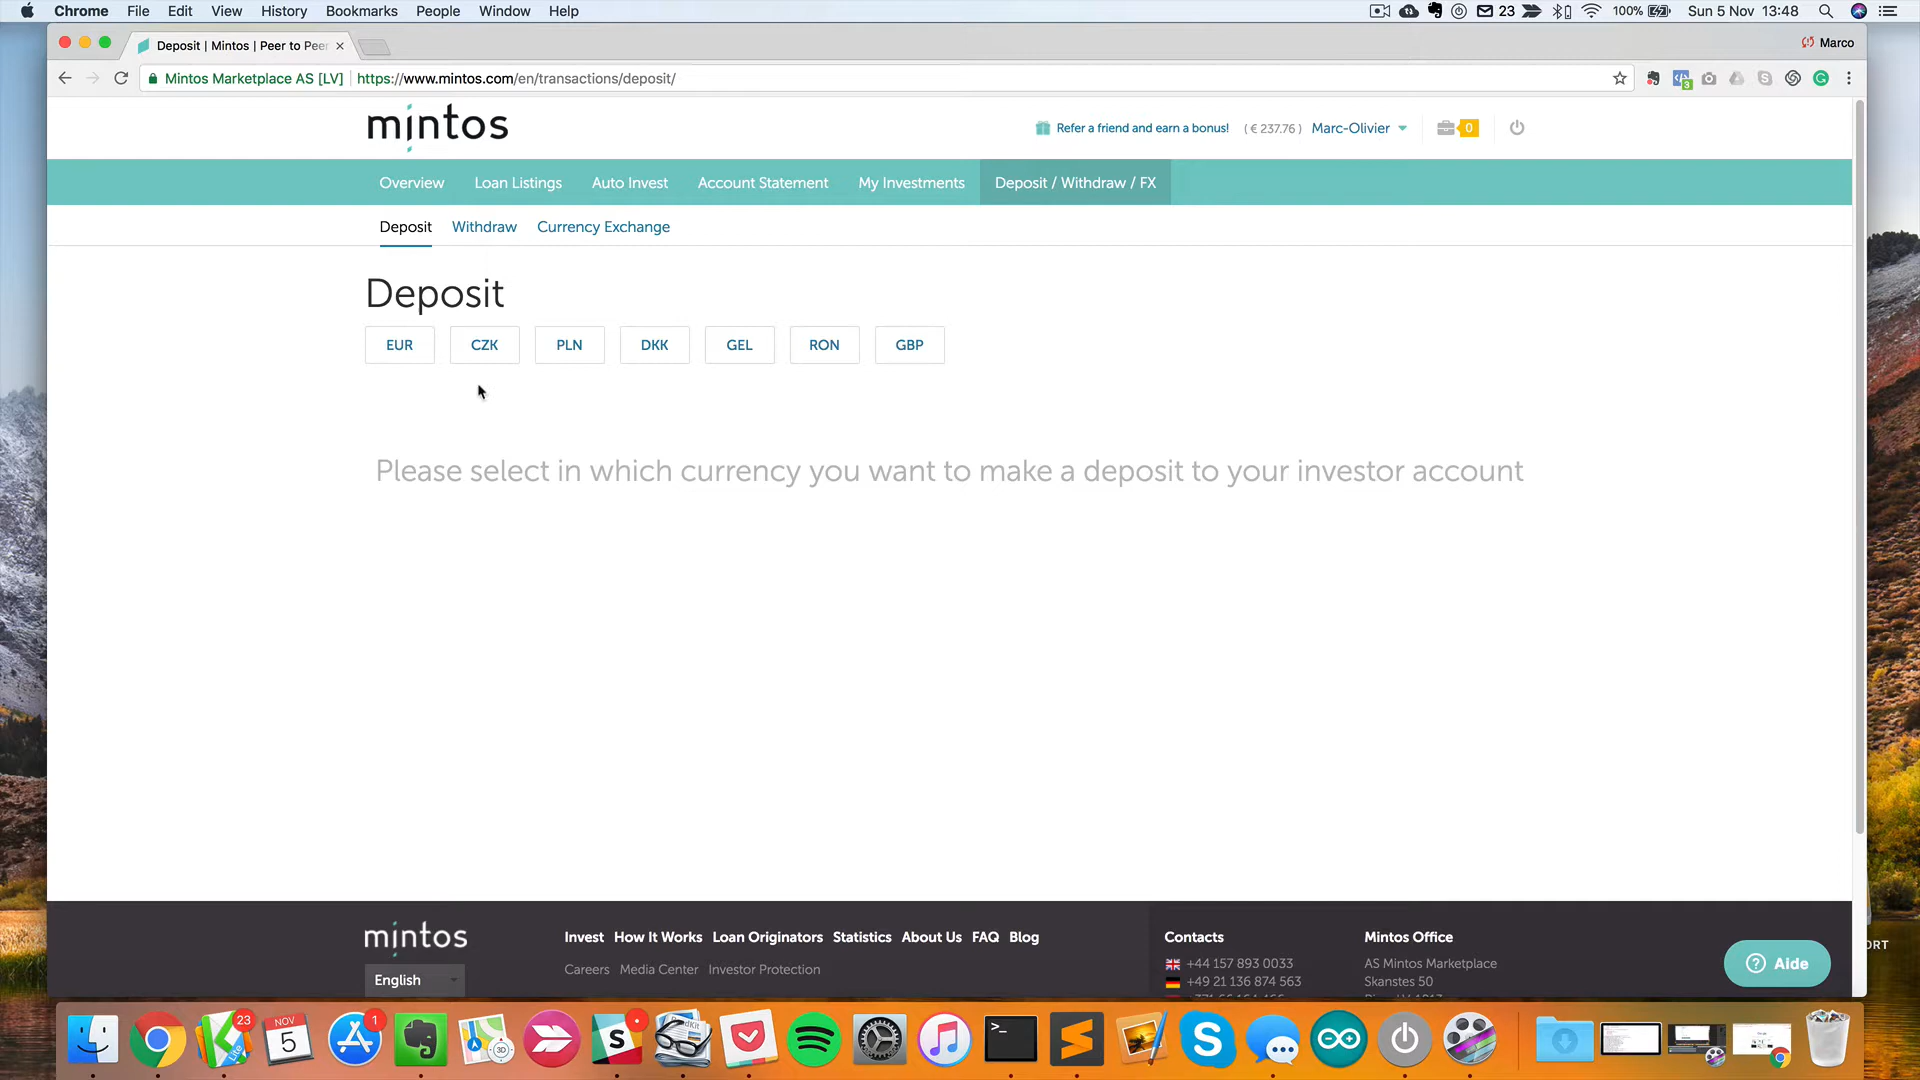 Chrome File Edit View History Bookmarks People Window Help 23 100% Sun 5 Nov 13:48
Deposit | Mintos | Peer to Peer Marco
Mintos Marketplace AS [LV] https://www.mintos.com/en/transactions/deposit/ 3
mintos Refer a friend and earn a bonus! ( € 237.76 ) Marc-Olivier 0
Overview Loan Listings Auto Invest Account Statement My Investments Deposit / Withdraw / FX
Deposit Withdraw Currency Exchange
Deposit
EUR CZK PLN DKK GEL RON GBP
Please select in which currency you want to make a deposit to your investor account
mintos Invest How It Works Loan Originators Statistics About Us FAQ Blog Contacts Mintos Office
Careers Media Center Investor Protection +44 157 893 0033 AS Mintos Marketplace Aide
English +49 21 136 874 563 Skanstes 50
23 Lite NOV 5 1 3D